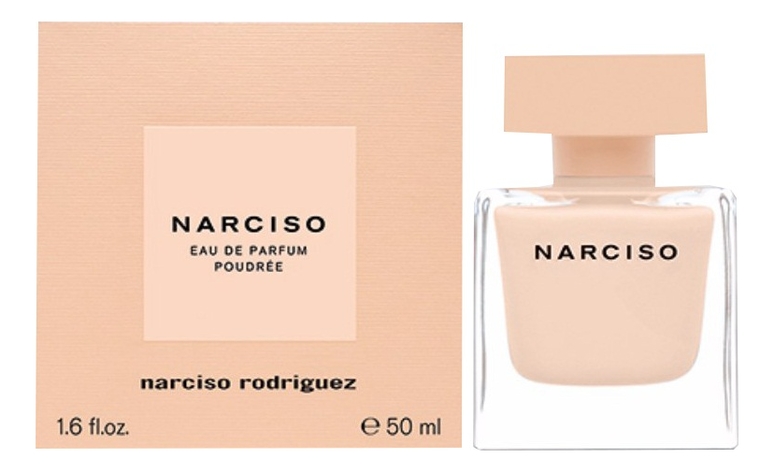 NARCISO
EAU DE PARFUM
POUDRÉE
narciso rodriguez
1.6 fl.oz.
℮ 50 ml
NARCISO